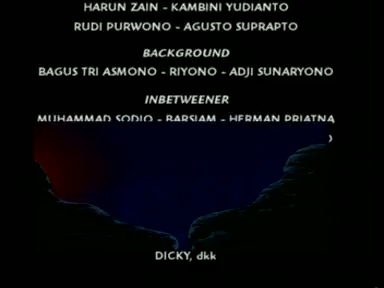 HARUN ZAIN - KAMBINI YUDIANTO
RUDI PURWONO - AGUSTO SUPRAPTO
BACKGROUND
BAGUS TRI ASMONO - RIYONO - ADJI SUNARYONO
INBETWEENER
MUHAMMAD SODIO - BARSIAM - HERMAN PRIATNA
DICKY, dkk